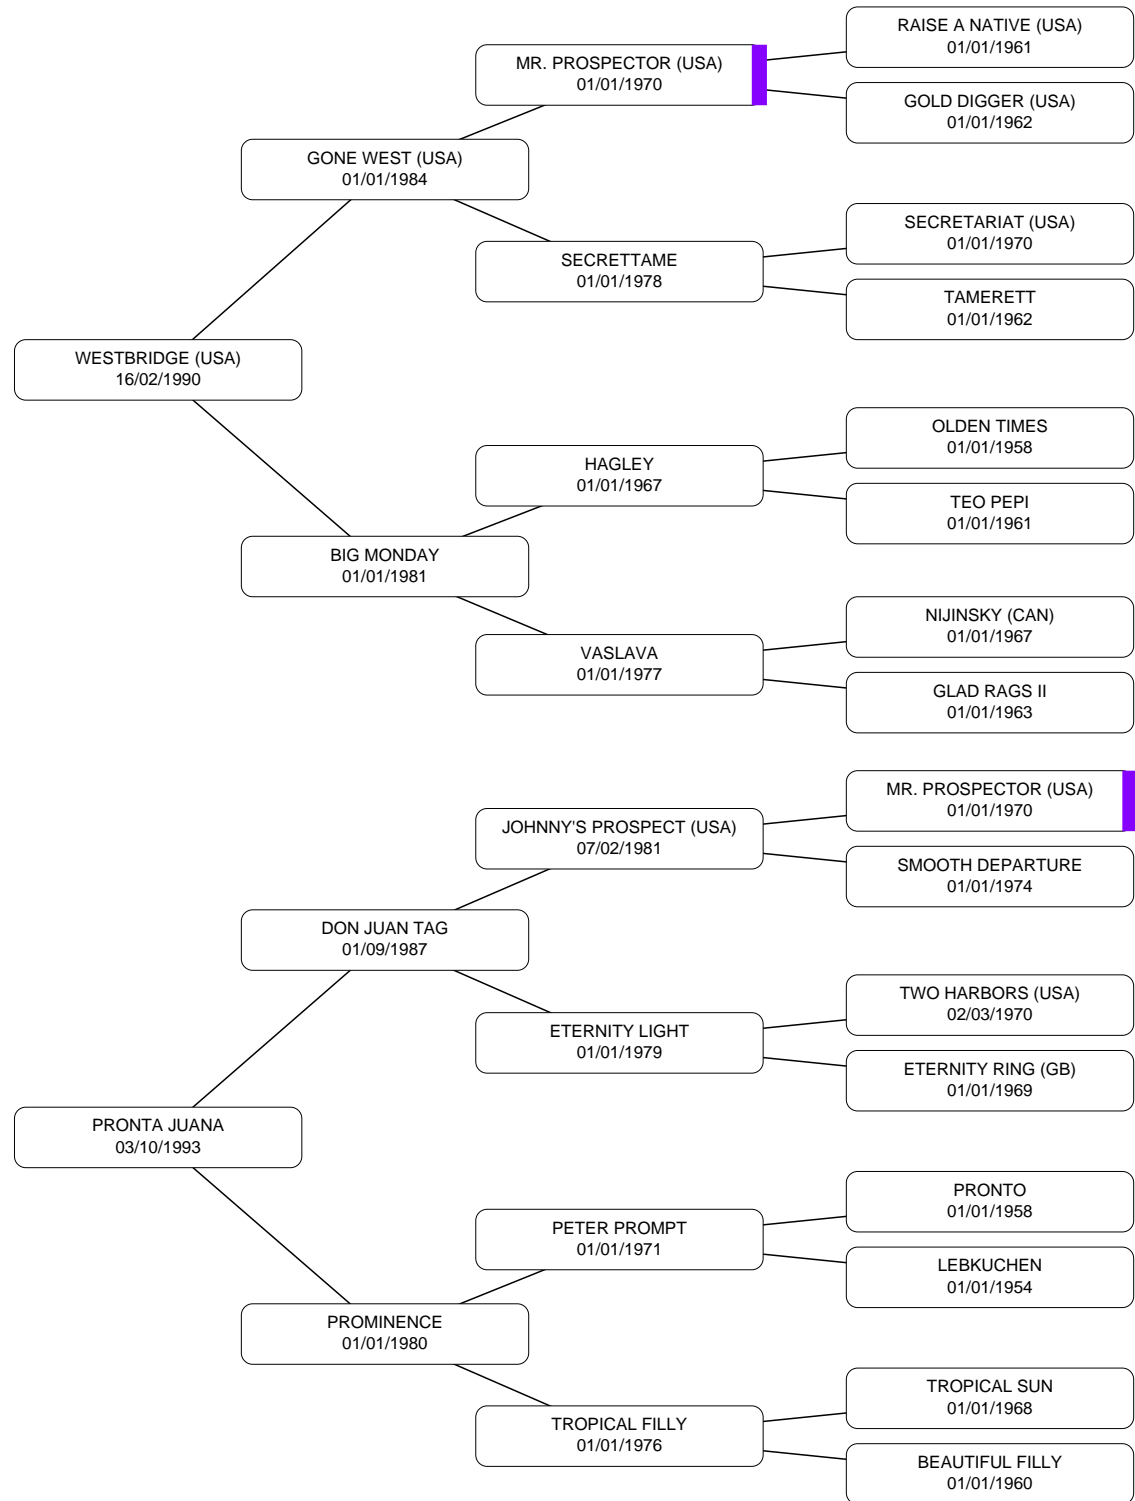 RAISE A NATIVE (USA)
01/01/1961
MR. PROSPECTOR (USA)
01/01/1970
GOLD DIGGER (USA)
01/01/1962
GONE WEST (USA)
01/01/1984
SECRETARIAT (USA)
01/01/1970
SECRETTAME
01/01/1978
TAMERETT
01/01/1962
WESTBRIDGE (USA)
16/02/1990
OLDEN TIMES
01/01/1958
HAGLEY
01/01/1967
TEO PEPI
01/01/1961
BIG MONDAY
01/01/1981
NIJINSKY (CAN)
01/01/1967
VASLAVA
01/01/1977
GLAD RAGS II
01/01/1963
MR. PROSPECTOR (USA)
01/01/1970
JOHNNY'S PROSPECT (USA)
07/02/1981
SMOOTH DEPARTURE
01/01/1974
DON JUAN TAG
01/09/1987
TWO HARBORS (USA)
02/03/1970
ETERNITY LIGHT
01/01/1979
ETERNITY RING (GB)
01/01/1969
PRONTA JUANA
03/10/1993
PRONTO
01/01/1958
PETER PROMPT
01/01/1971
LEBKUCHEN
01/01/1954
PROMINENCE
01/01/1980
TROPICAL SUN
01/01/1968
TROPICAL FILLY
01/01/1976
BEAUTIFUL FILLY
01/01/1960